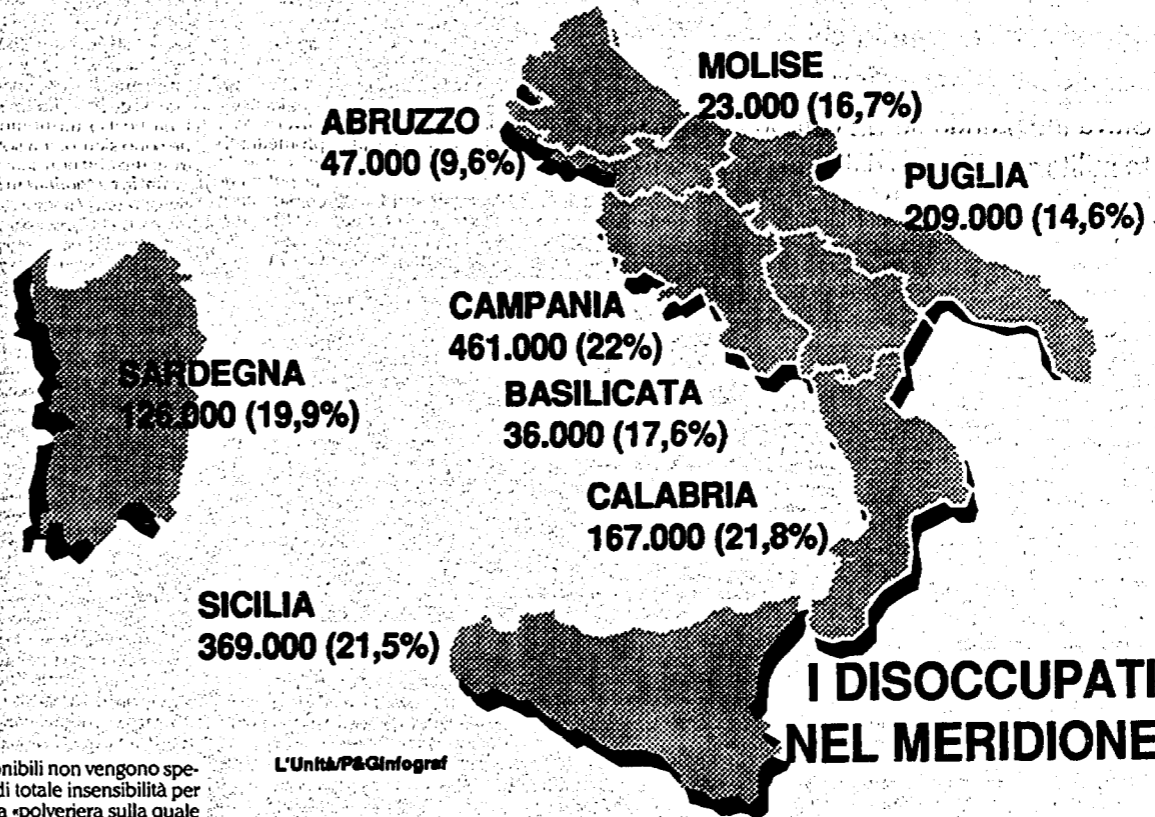 MOLISE
23.000 (16,7%)
ABRUZZO
47.000 (9,6%)
PUGLIA
209.000 (14,6%)
CAMPANIA
461.000 (22%)
SARDEGNA
126.000 (19,9%)
BASILICATA
36.000 (17,6%)
CALABRIA
167.000 (21,8%)
SICILIA
369.000 (21,5%)
I DISOCCUPATI
NEL MERIDIONE
L'Unità/P&GInfograf
onibili non vengono spe-
di totale insensibilità per
a «polveriera sulla quale